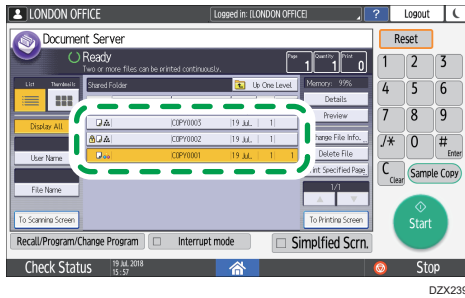 LONDON OFFICE
Logged in: [LONDON OFFICE]
?
Logout
Document Server
Reset
Ready
Two or more files can be printed continuously.
Page
1
Quantity
1
Print
0
List
Thumbnails
Shared Folder
Up One Level
Memory: 99%
Details
Preview
Display All
COPY0003
19 Jul.
1
COPY0002
19 Jul.
1
hange File Info.
User Name
COPY0001
19 Jul.
1
1
Delete File
int Specified Page
File Name
1/1
To Scanning Screen
To Printing Screen
1
2
3
4
5
6
7
8
9
./*
0
#
Enter
C
Clear
Sample Copy
Start
Recall/Program/Change Program
Interrupt mode
Simplfied Scrn.
Check Status
19 Jul. 2018
15:57
Stop
DZX239